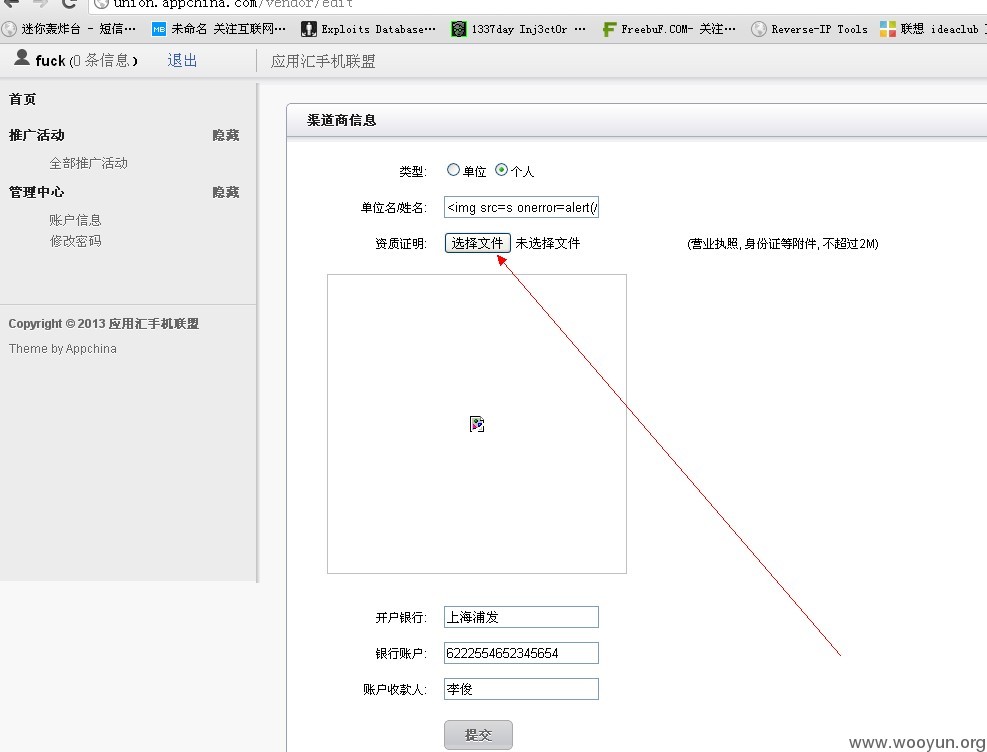 union.appchina.com/vendor/edit
迷你轰炸台 - 短信… MB 未命名 关注互联网… Exploits Database… 1337day Inj3ct0r … FreebuF.COM- 关注… Reverse-IP Tools 联想 ideaclub
fuck (0 条信息) 退出 应用汇手机联盟
首页
推广活动 隐藏
全部推广活动
管理中心 隐藏
账户信息
修改密码
Copyright © 2013 应用汇手机联盟
Theme by Appchina
渠道商信息
类型: 单位 个人
单位名/姓名: <img src=s onerror=alert(/
资质证明: 选择文件 未选择文件 (营业执照, 身份证等附件, 不超过2M)
开户银行: 上海浦发
银行账户: 6222554652345654
账户收款人: 李俊
提交
www.wooyun.org